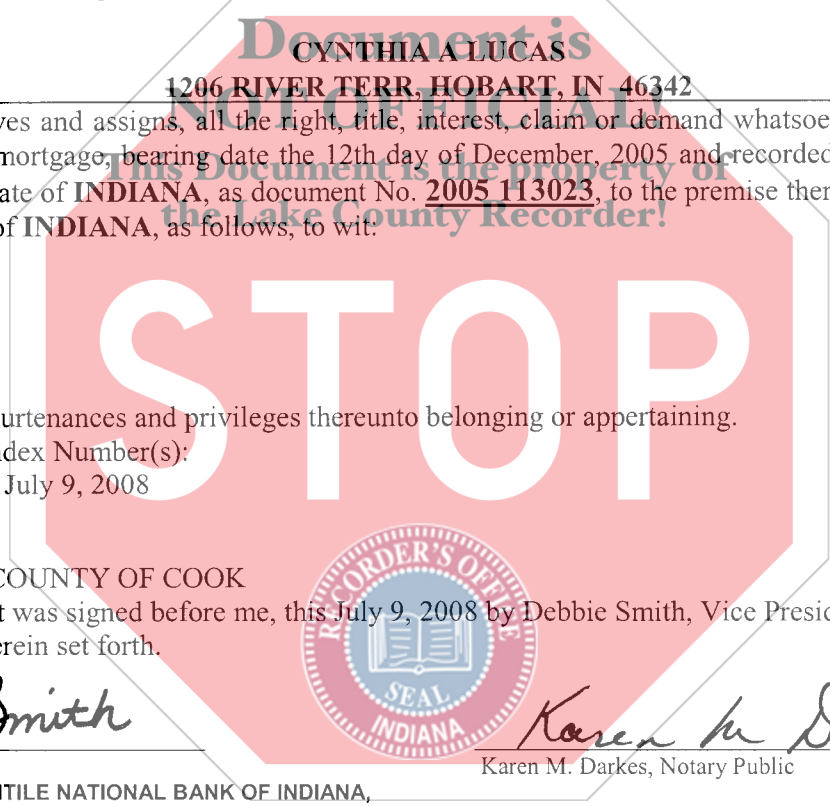 Document is
CYNTHIA A LUCAS
1206 RIVER TERR, HOBART, IN 46342
NOT OFFICIAL!
ves and assigns, all the right, title, interest, claim or demand whatsoe
mortgage, bearing date the 12th day of December, 2005 and recorded
This Document is the property of
ate of INDIANA, as document No. 2005 113023, to the premise ther
the Lake County Recorder!
of INDIANA, as follows, to wit:
STOP
urtenances and privileges thereunto belonging or appertaining.
ndex Number(s):
July 9, 2008
COUNTY OF COOK
t was signed before me, this July 9, 2008 by Debbie Smith, Vice Presid
erein set forth.
RECORDER'S OFFICE
SEAL
INDIANA
Smith
Karen M D
Karen M. Darkes, Notary Public
NTILE NATIONAL BANK OF INDIANA,